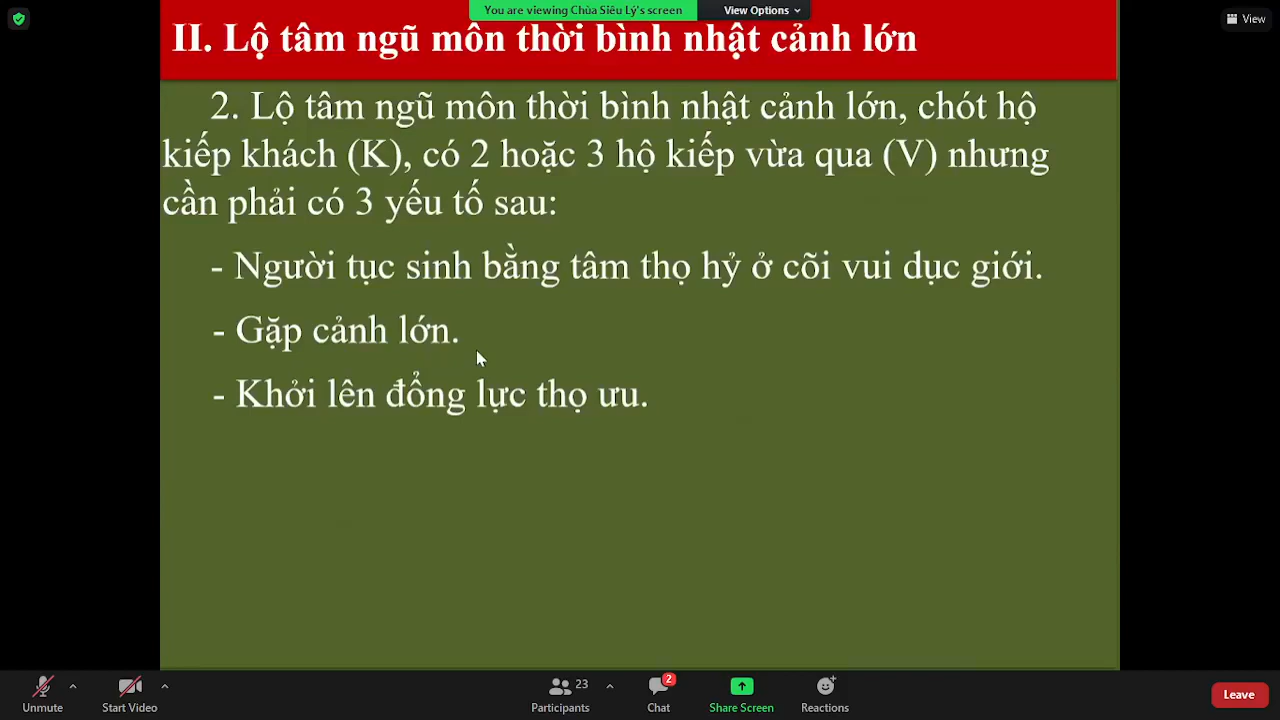 You are viewing Chùa Siêu Lý's screen
View Options
View
II. Lộ tâm ngũ môn thời bình nhật cảnh lớn
2. Lộ tâm ngũ môn thời bình nhật cảnh lớn, chót hộ
kiếp khách (K), có 2 hoặc 3 hộ kiếp vừa qua (V) nhưng
cần phải có 3 yếu tố sau:
- Người tục sinh bằng tâm thọ hỷ ở cõi vui dục giới.
- Gặp cảnh lớn.
- Khởi lên đổng lực thọ ưu.
23
2
Unmute
Start Video
Participants
Chat
Share Screen
Reactions
Leave